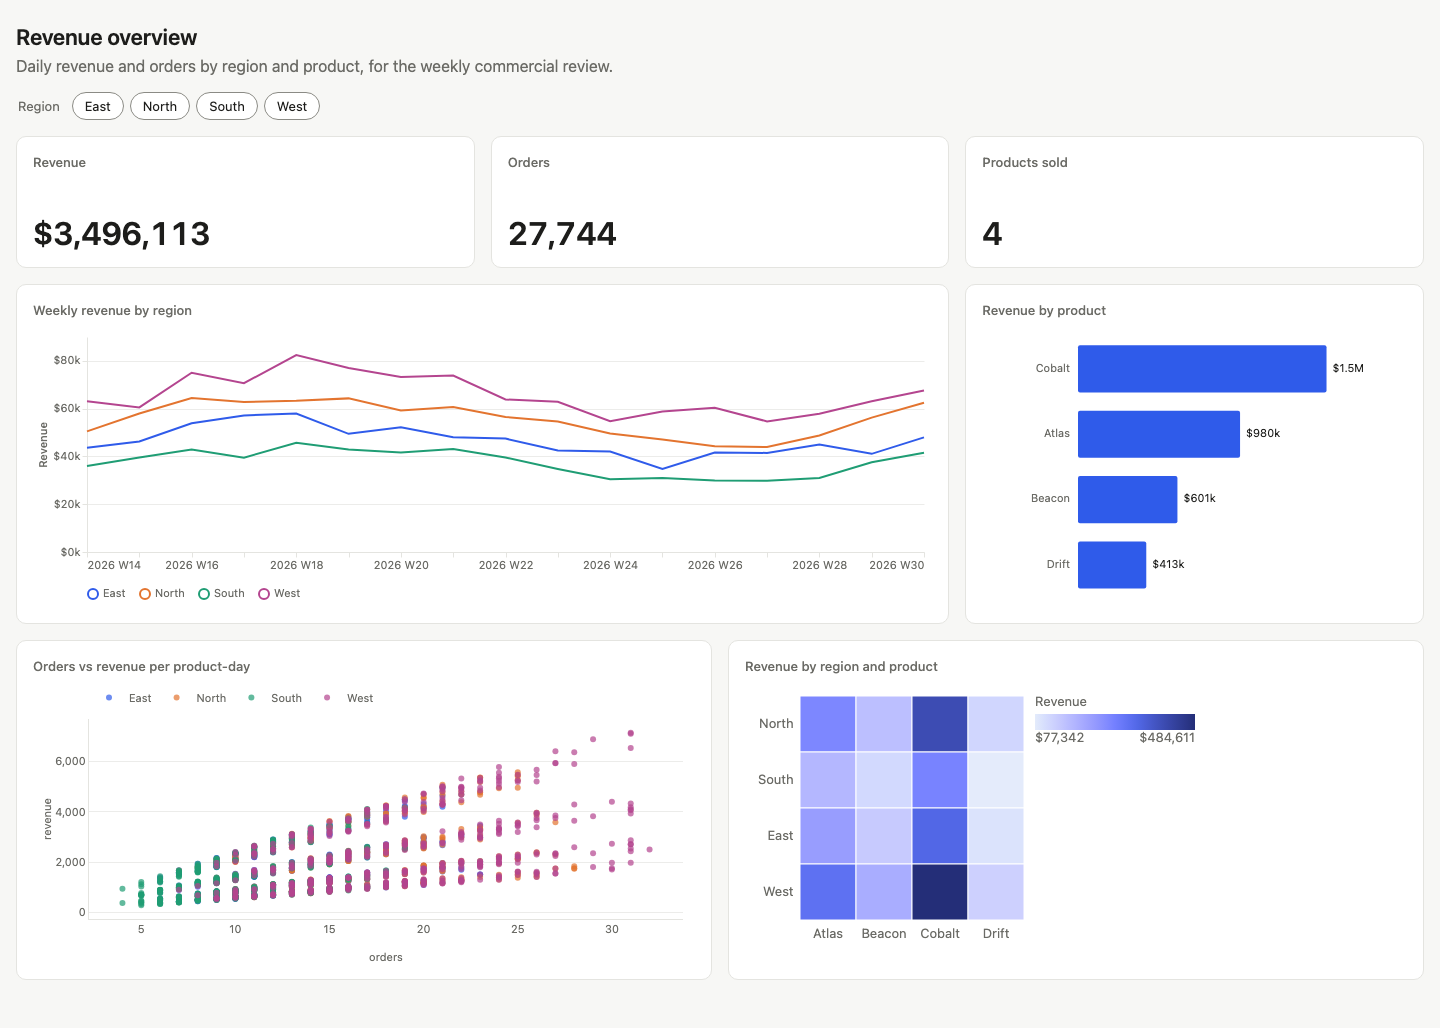 Revenue overview
Daily revenue and orders by region and product, for the weekly commercial review.
Region East North South West
Revenue
$3,496,113
Orders
27,744
Products sold
4
Weekly revenue by region
Revenue
$80k
$60k
$40k
$20k
$0k
2026 W14 2026 W16 2026 W18 2026 W20 2026 W22 2026 W24 2026 W26 2026 W28 2026 W30
East North South West
Revenue by product
Cobalt $1.5M
Atlas $980k
Beacon $601k
Drift $413k
Orders vs revenue per product-day
East North South West
revenue
6,000
4,000
2,000
0
5 10 15 20 25 30
orders
Revenue by region and product
North
South
East
West
Atlas Beacon Cobalt Drift
Revenue
$77,342 $484,611